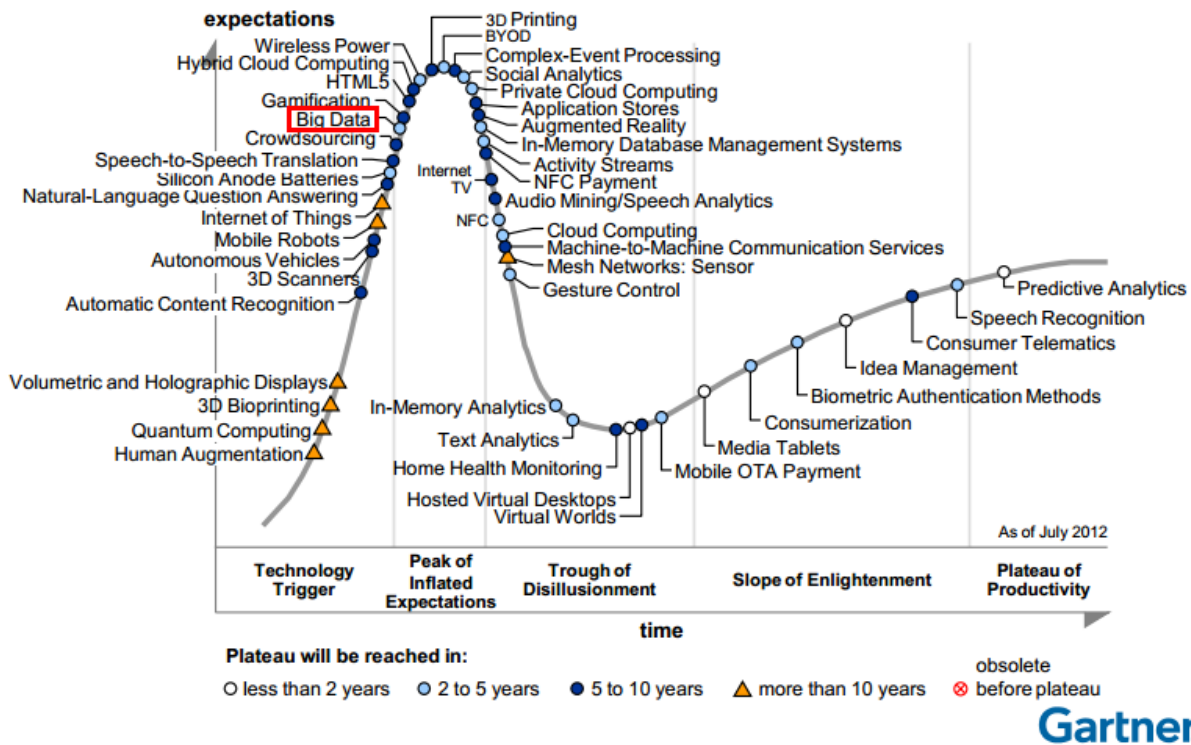 expectations
3D Printing
BYOD
Wireless Power
Complex-Event Processing
Hybrid Cloud Computing
Social Analytics
HTML5
Private Cloud Computing
Gamification
Application Stores
Big Data
Augmented Reality
Crowdsourcing
In-Memory Database Management Systems
Speech-to-Speech Translation
Activity Streams
Silicon Anode Batteries
Internet
TV
NFC Payment
Natural-Language Question Answering
Audio Mining/Speech Analytics
Internet of Things
NFC
Cloud Computing
Mobile Robots
Machine-to-Machine Communication Services
Autonomous Vehicles
Mesh Networks: Sensor
3D Scanners
Gesture Control
Automatic Content Recognition
Predictive Analytics
Speech Recognition
Consumer Telematics
Idea Management
Volumetric and Holographic Displays
Biometric Authentication Methods
3D Bioprinting
In-Memory Analytics
Consumerization
Quantum Computing
Text Analytics
Media Tablets
Human Augmentation
Home Health Monitoring
Mobile OTA Payment
Hosted Virtual Desktops
Virtual Worlds
As of July 2012
Technology
Trigger
Peak of
Inflated
Expectations
Trough of
Disillusionment
Slope of Enlightenment
Plateau of
Productivity
time
Plateau will be reached in:
less than 2 years
2 to 5 years
5 to 10 years
more than 10 years
obsolete
before plateau
Gartner